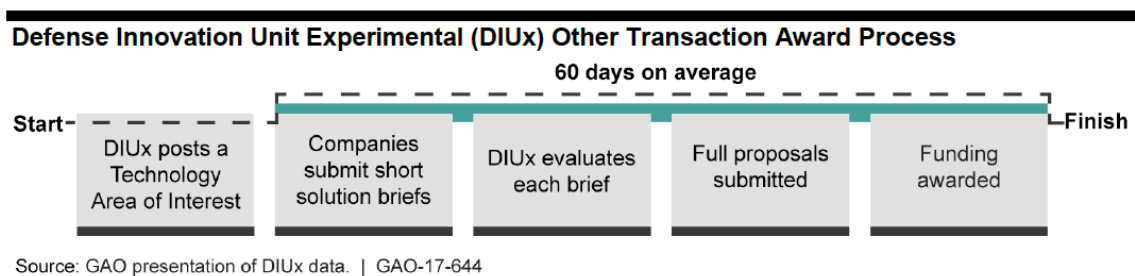 Defense Innovation Unit Experimental (DIUx) Other Transaction Award Process
60 days on average
Start
DIUx posts a
Technology
Area of Interest
Companies
submit short
solution briefs
DIUx evaluates
each brief
Full proposals
submitted
Funding
awarded
Finish
Source: GAO presentation of DIUx data. | GAO-17-644